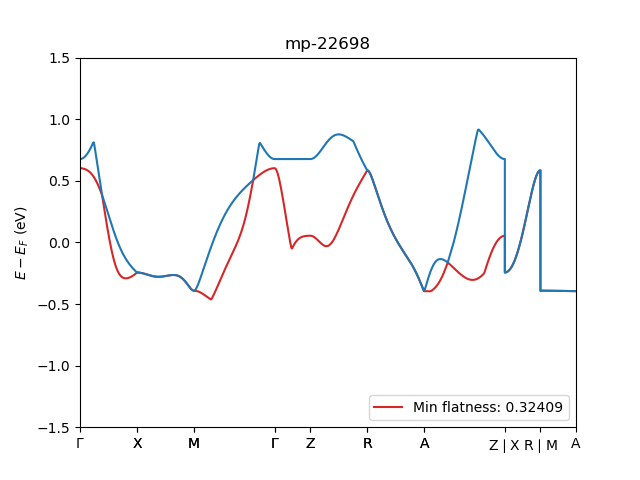 mp-22698
E − E_F (eV)
1.5
1.0
0.5
0.0
−0.5
−1.0
−1.5
Min flatness: 0.32409
Γ X M Γ Z R A Z | X R | M A